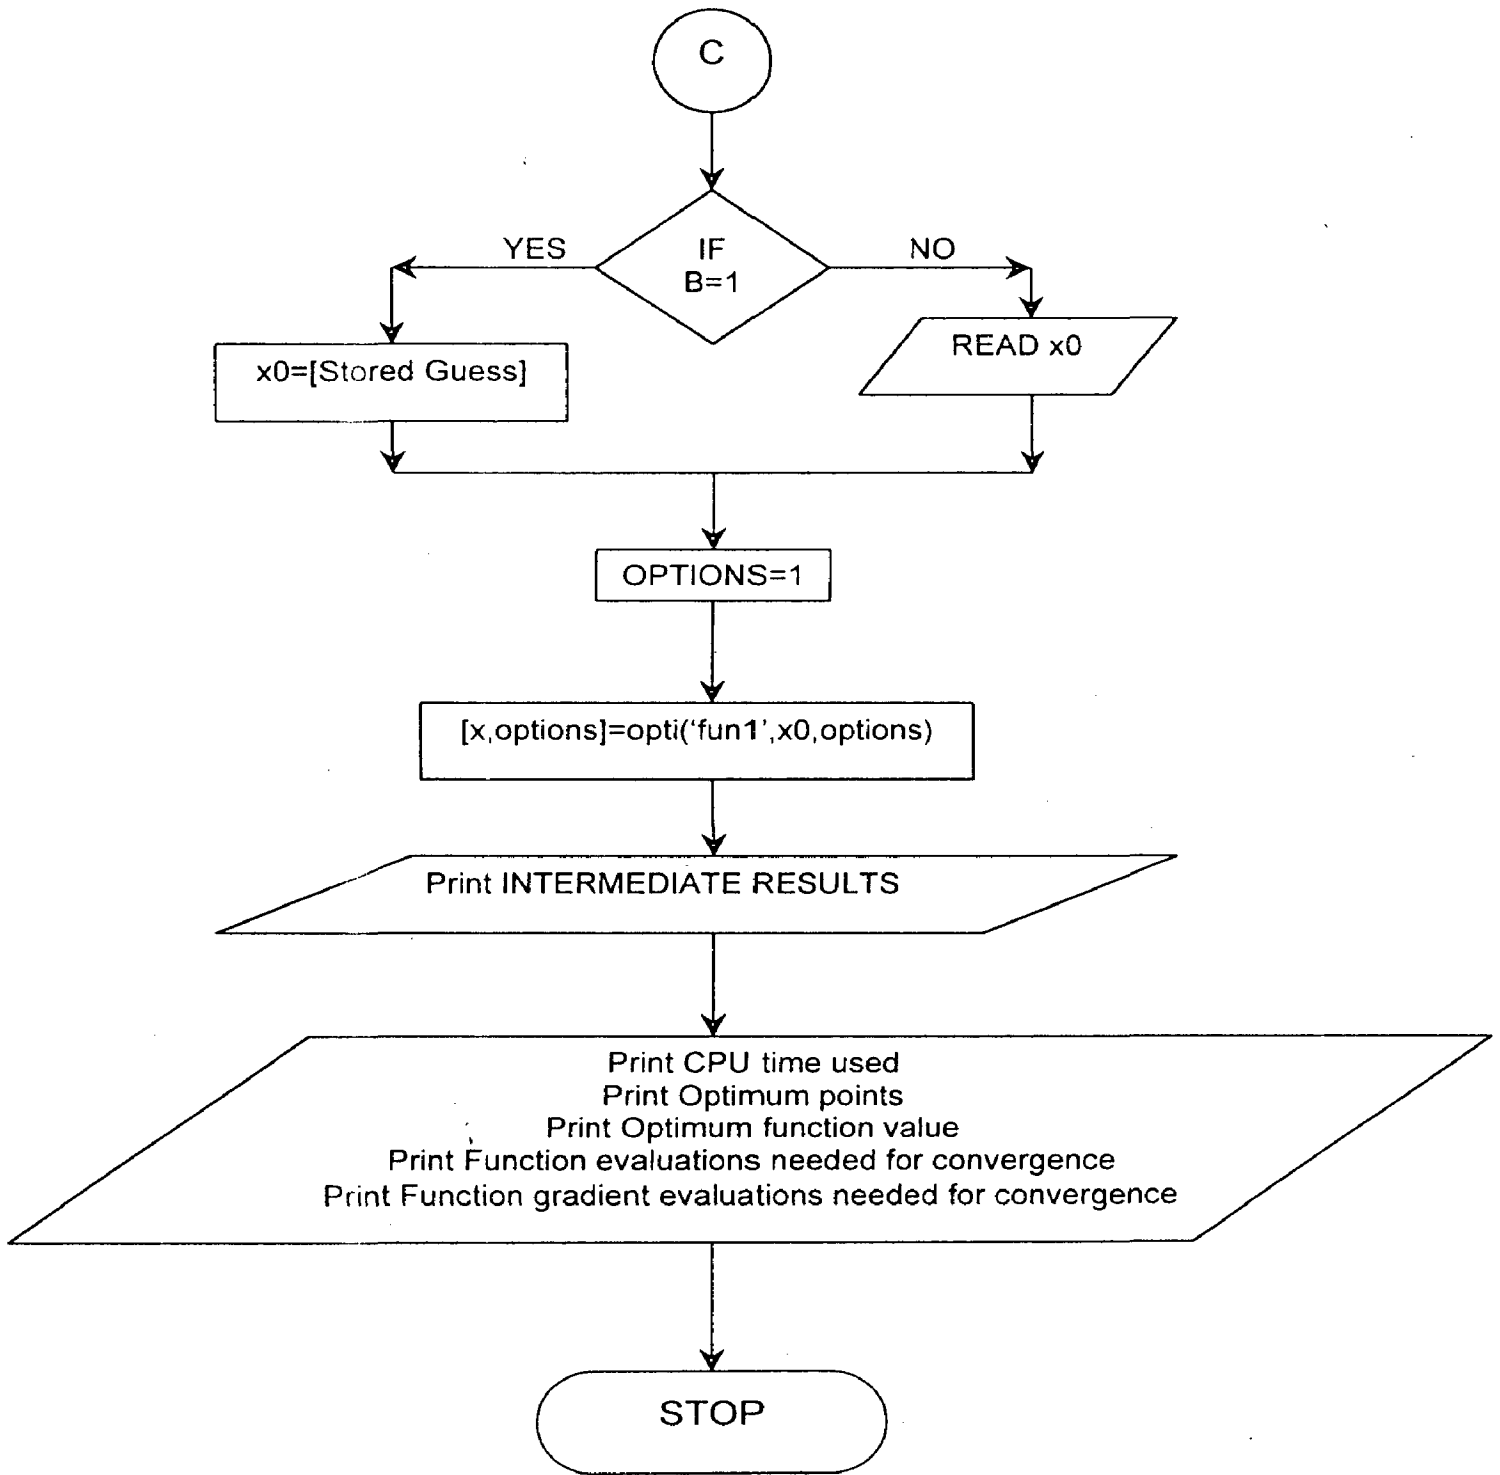 C
IF
B=1
YES
NO
x0=[Stored Guess]
READ x0
OPTIONS=1
[x,options]=opti(‘fun1’,x0,options)
Print INTERMEDIATE RESULTS
Print CPU time used
Print Optimum points
Print Optimum function value
Print Function evaluations needed for convergence
Print Function gradient evaluations needed for convergence
STOP